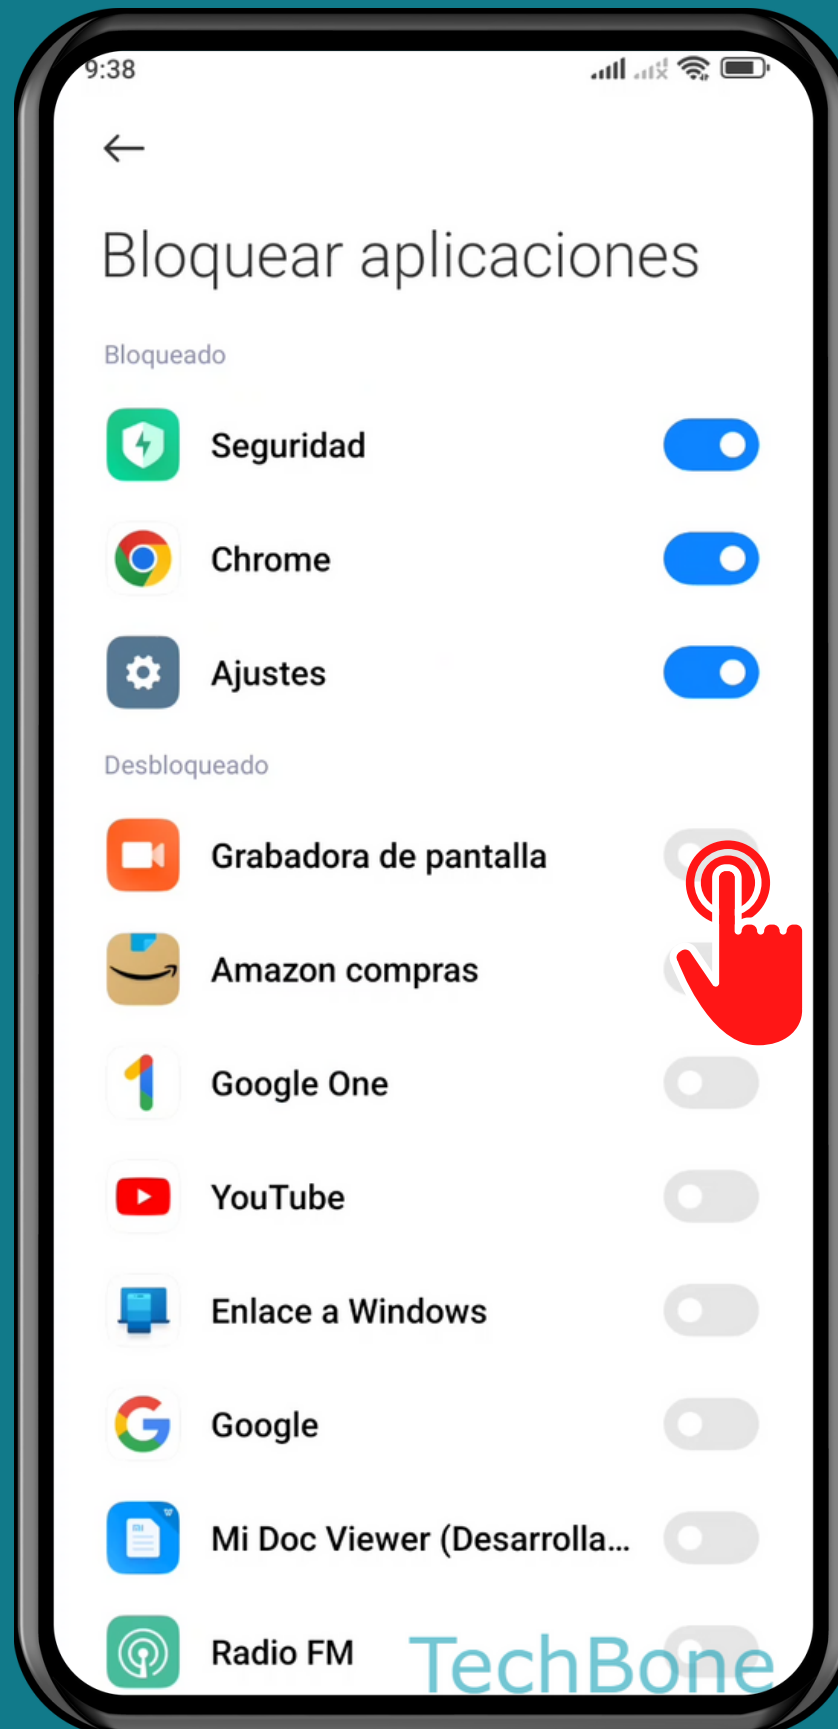 9:38
Bloquear aplicaciones
Bloqueado
Seguridad
Chrome
Ajustes
Desbloqueado
Grabadora de pantalla
Amazon compras
Google One
YouTube
Enlace a Windows
Google
Mi Doc Viewer (Desarrolla...
Radio FM
TechBone